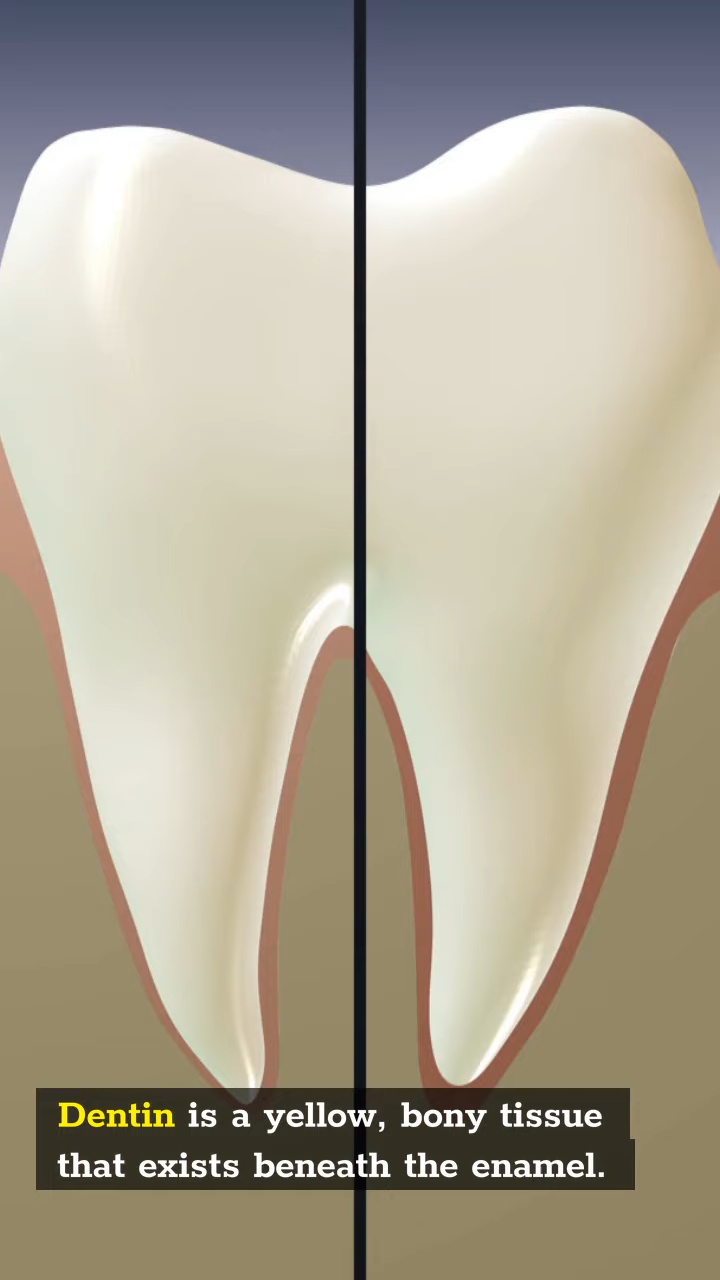 Dentin is a yellow, bony tissue
that exists beneath the enamel.